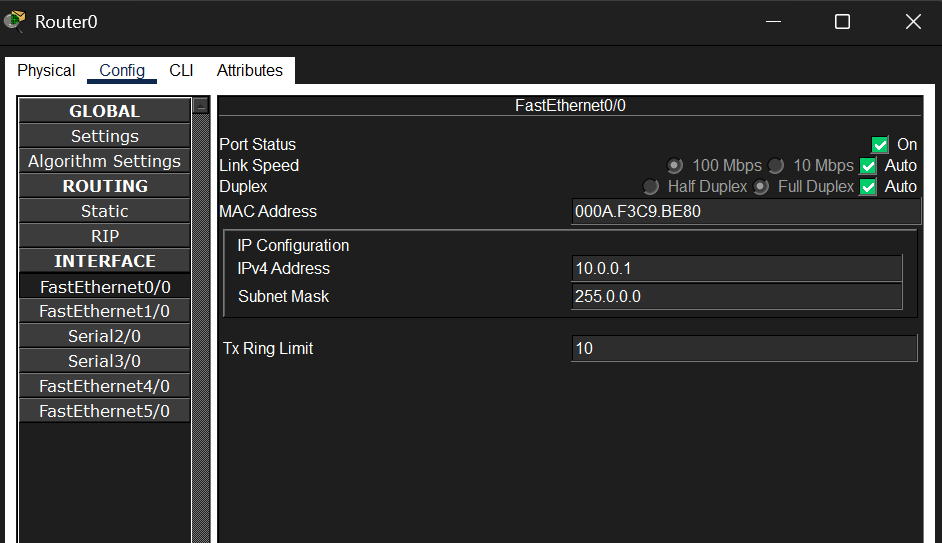 Router0
Physical Config CLI Attributes
GLOBAL
Settings
Algorithm Settings
ROUTING
Static
RIP
INTERFACE
FastEthernet0/0
FastEthernet1/0
Serial2/0
Serial3/0
FastEthernet4/0
FastEthernet5/0
FastEthernet0/0
Port Status On
Link Speed 100 Mbps 10 Mbps Auto
Duplex Half Duplex Full Duplex Auto
MAC Address 000A.F3C9.BE80
IP Configuration
IPv4 Address 10.0.0.1
Subnet Mask 255.0.0.0
Tx Ring Limit 10